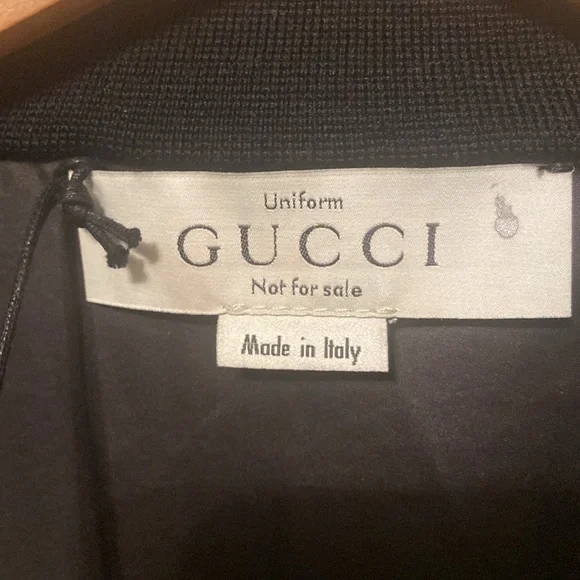 Uniform
GUCCI
Not for sale
Made in Italy